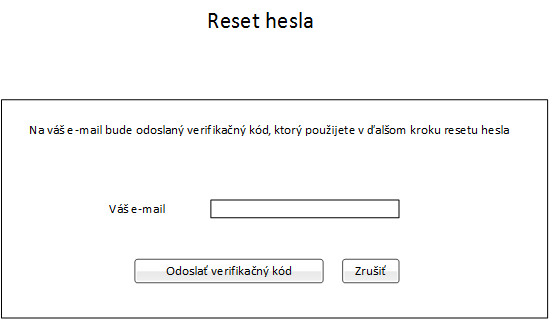 Reset hesla
Na váš e-mail bude odoslaný verifikačný kód, ktorý použijete v ďalšom kroku resetu hesla
Váš e-mail
Odoslať verifikačný kód Zrušiť